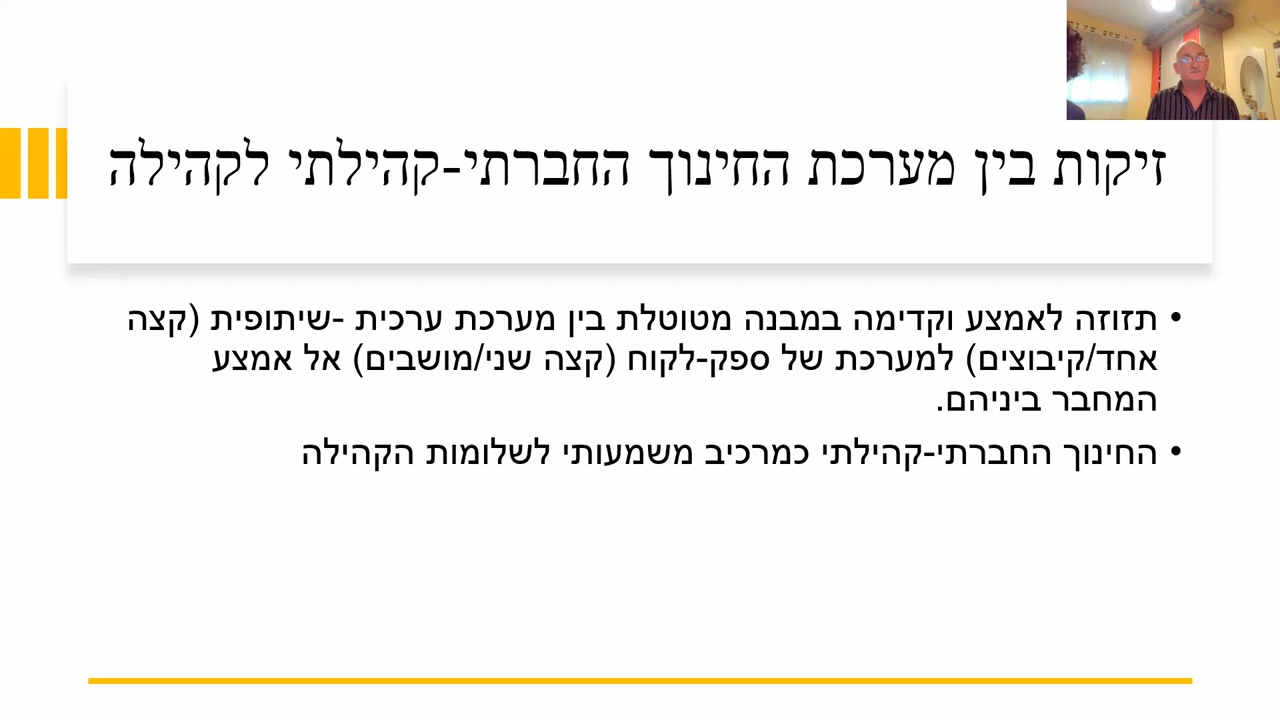 זיקות בין מערכת החינוך החברתי-קהילתי לקהילה
• תזוזה לאמצע וקדימה במבנה מטוטלת בין מערכת ערכית -שיתופית (קצה
אחד/קיבוצים) למערכת של ספק-לקוח (קצה שני/מושבים) אל אמצע
המחבר ביניהם.
• החינוך החברתי-קהילתי כמרכיב משמעותי לשלומות הקהילה